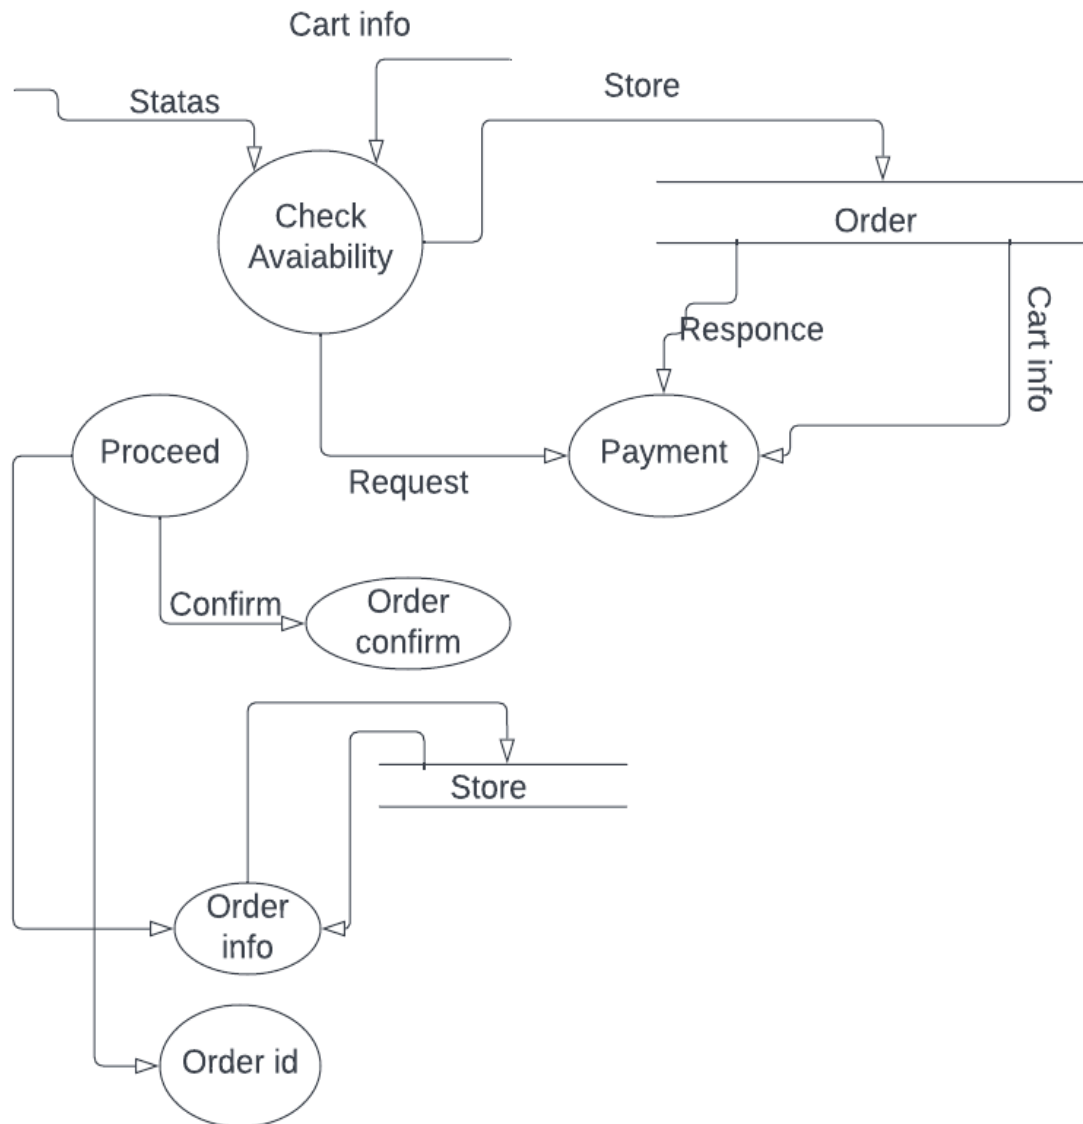 Cart info
Statas
Store
Check
Avaiability
Order
Responce
Cart info
Proceed
Payment
Request
Confirm
Order
confirm
Store
Order
info
Order id